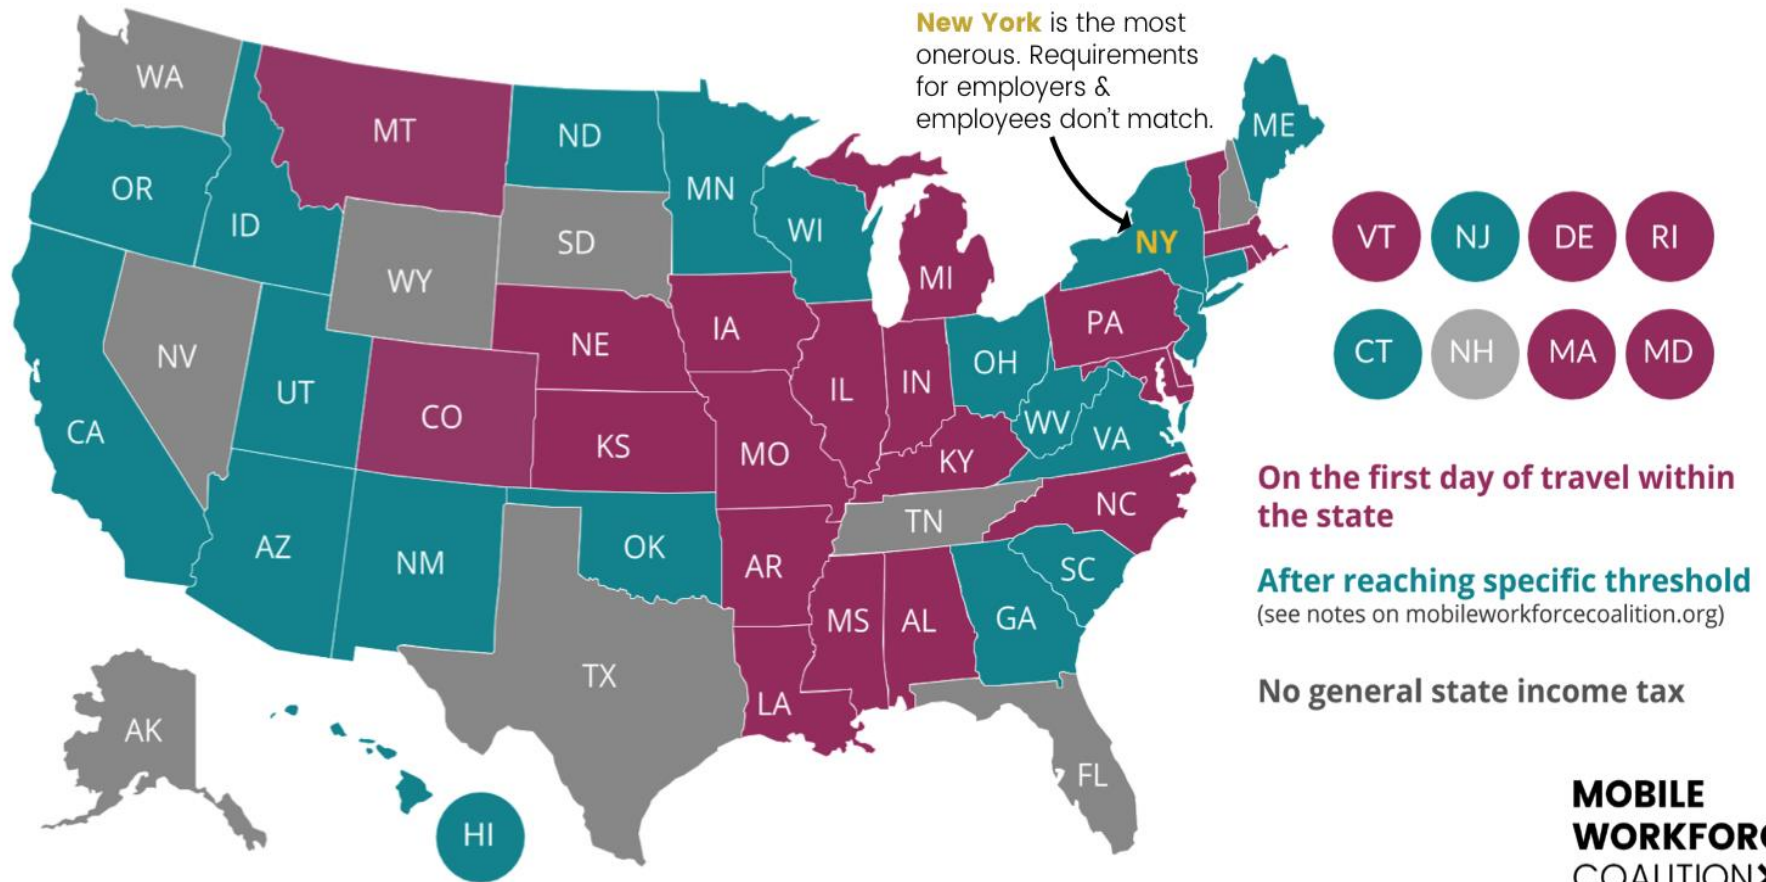 New York is the most
onerous. Requirements
for employers &
employees don't match.
WA
MT
ND
MN
ME
OR
ID
SD
WI
NY
WY
MI
NV
NE
IA
PA
UT
CO
IL
IN
OH
CA
KS
MO
WV
VA
KY
AZ
NM
OK
AR
TN
NC
SC
MS
AL
GA
TX
LA
AK
FL
HI
VT
NJ
DE
RI
CT
NH
MA
MD
On the first day of travel within
the state
After reaching specific threshold
(see notes on mobileworkforcecoalition.org)
No general state income tax
MOBILE